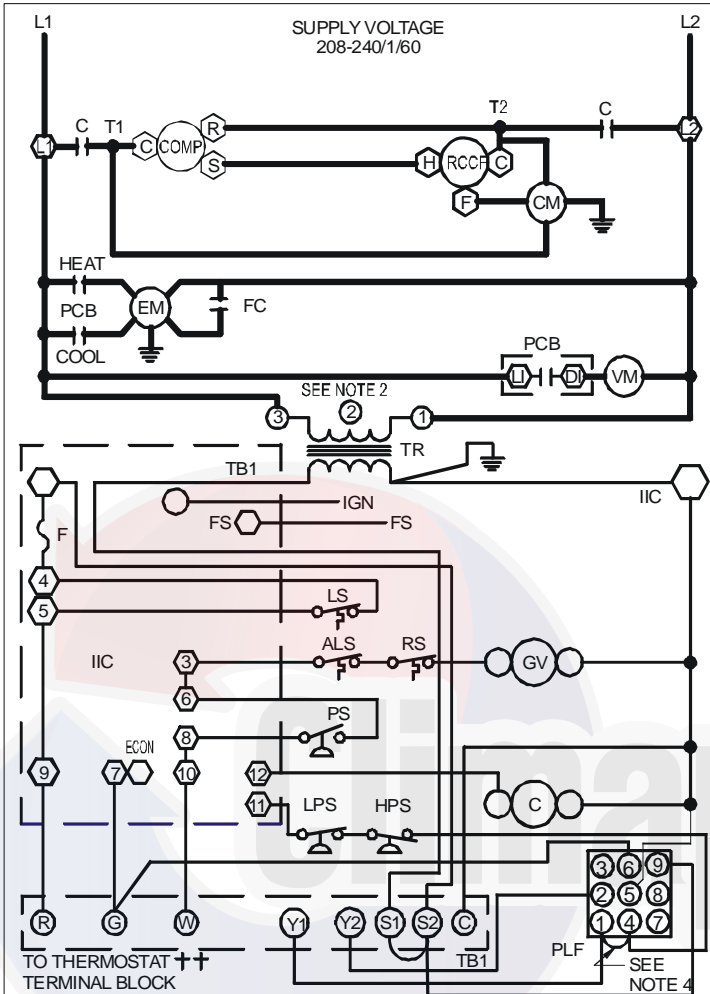 L1
SUPPLY VOLTAGE
208-240/1/60
L2
C
T1
T2
C
L1
C
COMP
R
S
H
RCCF
C
F
CM
L2
HEAT
PCB
COOL
EM
FC
PCB
LI
DI
VM
SEE NOTE 2
3
2
1
TR
TB1
IGN
FS
FS
IIC
F
4
5
LS
IIC
3
ALS
RS
GV
6
PS
8
ECON
9
7
10
12
11
LPS
HPS
C
3
6
9
2
5
8
1
4
7
R
G
W
Y1
Y2
S1
S2
C
PLF
TO THERMOSTAT ++
TERMINAL BLOCK
TB1
SEE
NOTE 4
Climar